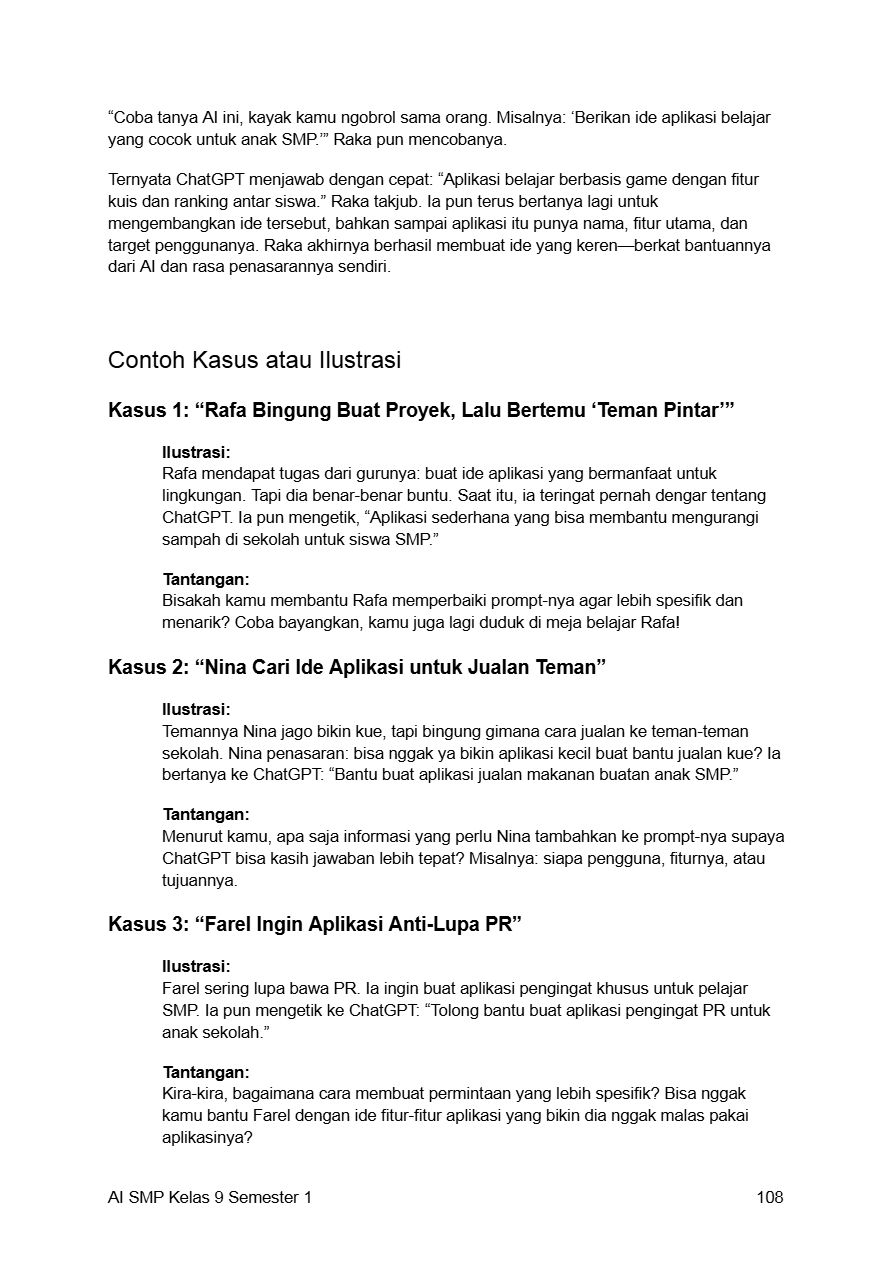 “Coba tanya AI ini, kayak kamu ngobrol sama orang. Misalnya: ‘Berikan ide aplikasi belajar
yang cocok untuk anak SMP.’” Raka pun mencobanya.
Ternyata ChatGPT menjawab dengan cepat: “Aplikasi belajar berbasis game dengan fitur
kuis dan ranking antar siswa.” Raka takjub. Ia pun terus bertanya lagi untuk
mengembangkan ide tersebut, bahkan sampai aplikasi itu punya nama, fitur utama, dan
target penggunanya. Raka akhirnya berhasil membuat ide yang keren—berkat bantuannya
dari AI dan rasa penasarannya sendiri.
Contoh Kasus atau Ilustrasi
Kasus 1: “Rafa Bingung Buat Proyek, Lalu Bertemu ‘Teman Pintar’”
Ilustrasi:
Rafa mendapat tugas dari gurunya: buat ide aplikasi yang bermanfaat untuk
lingkungan. Tapi dia benar-benar buntu. Saat itu, ia teringat pernah dengar tentang
ChatGPT. Ia pun mengetik, “Aplikasi sederhana yang bisa membantu mengurangi
sampah di sekolah untuk siswa SMP.”
Tantangan:
Bisakah kamu membantu Rafa memperbaiki prompt-nya agar lebih spesifik dan
menarik? Coba bayangkan, kamu juga lagi duduk di meja belajar Rafa!
Kasus 2: “Nina Cari Ide Aplikasi untuk Jualan Teman”
Ilustrasi:
Temannya Nina jago bikin kue, tapi bingung gimana cara jualan ke teman-teman
sekolah. Nina penasaran: bisa nggak ya bikin aplikasi kecil buat bantu jualan kue? Ia
bertanya ke ChatGPT: “Bantu buat aplikasi jualan makanan buatan anak SMP.”
Tantangan:
Menurut kamu, apa saja informasi yang perlu Nina tambahkan ke prompt-nya supaya
ChatGPT bisa kasih jawaban lebih tepat? Misalnya: siapa pengguna, fiturnya, atau
tujuannya.
Kasus 3: “Farel Ingin Aplikasi Anti-Lupa PR”
Ilustrasi:
Farel sering lupa bawa PR. Ia ingin buat aplikasi pengingat khusus untuk pelajar
SMP. Ia pun mengetik ke ChatGPT: “Tolong bantu buat aplikasi pengingat PR untuk
anak sekolah.”
Tantangan:
Kira-kira, bagaimana cara membuat permintaan yang lebih spesifik? Bisa nggak
kamu bantu Farel dengan ide fitur-fitur aplikasi yang bikin dia nggak malas pakai
aplikasinya?
AI SMP Kelas 9 Semester 1 108